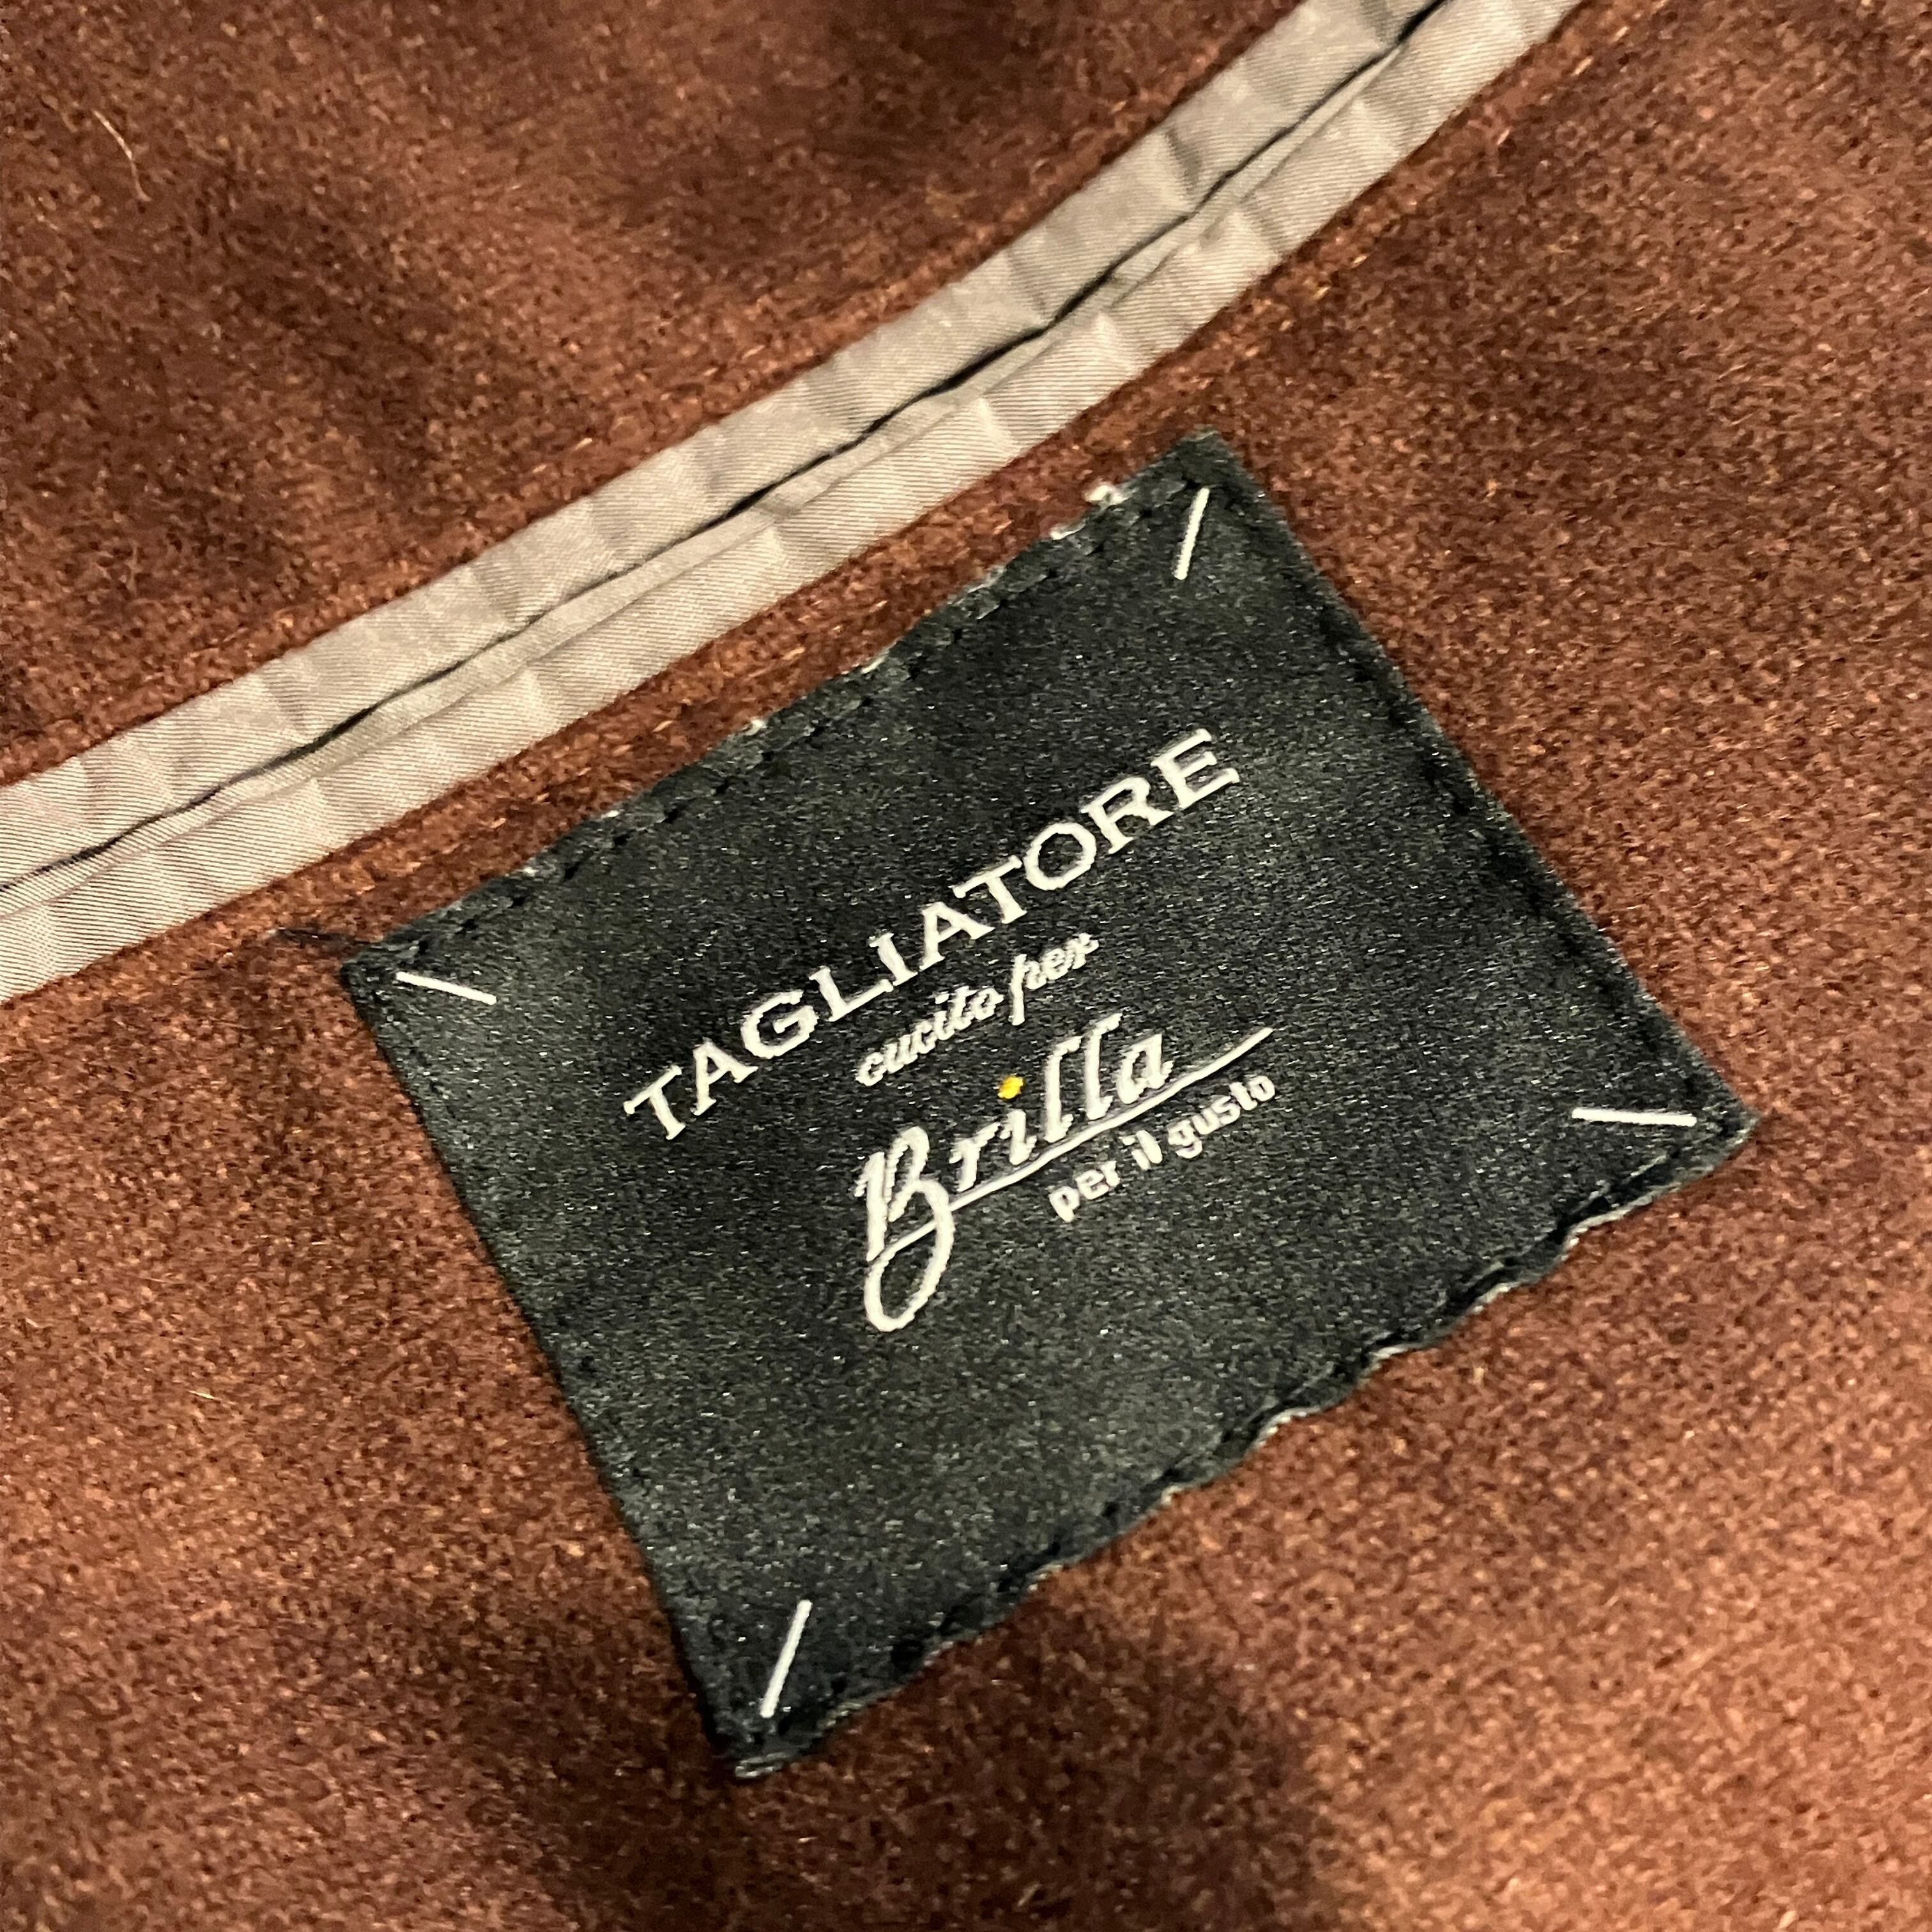 TAGLIATORE
cucito per
Brilla
per il gusto